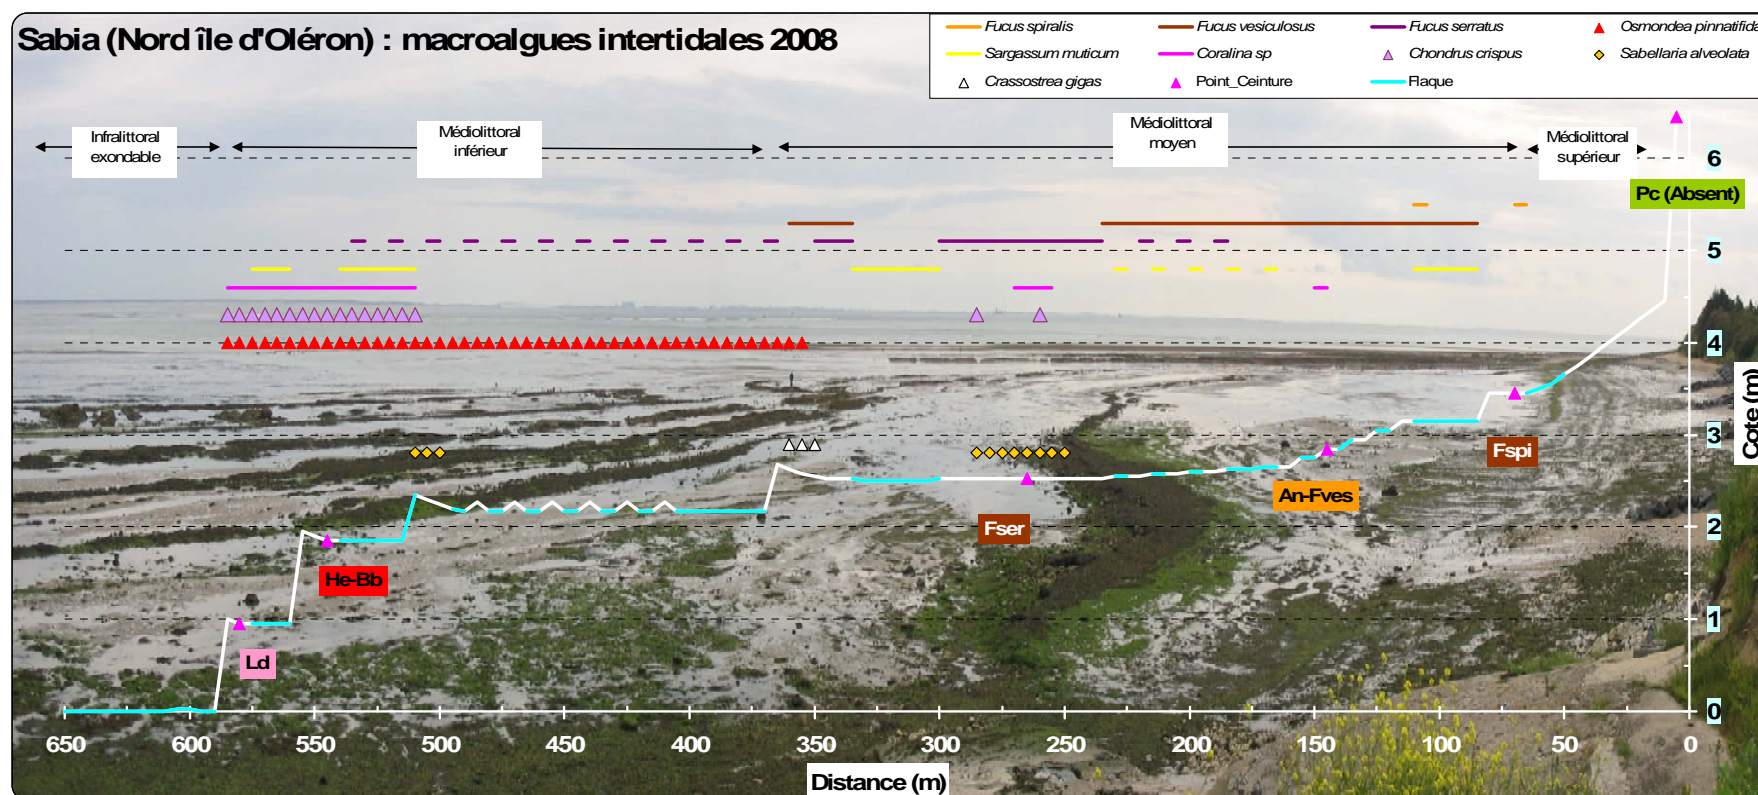 Sabia (Nord île d'Oléron) : macroalgues intertidales 2008
Fucus spiralis
Fucus vesiculosus
Fucus serratus
Osmondea pinnatifida
Sargassum muticum
Coralina sp
Chondrus crispus
Sabellaria alveolata
Crassostrea gigas
Point_Ceinture
Flaque
Infralittoral
exondable
Médiolittoral
inférieur
Médiolittoral
moyen
Médiolittoral
supérieur
Pc (Absent)
6
5
4
3
2
1
0
Cote (m)
Fspi
An-Fves
Fser
He-Bb
Ld
650 600 550 500 450 400 350 300 250 200 150 100 50 0
Distance (m)